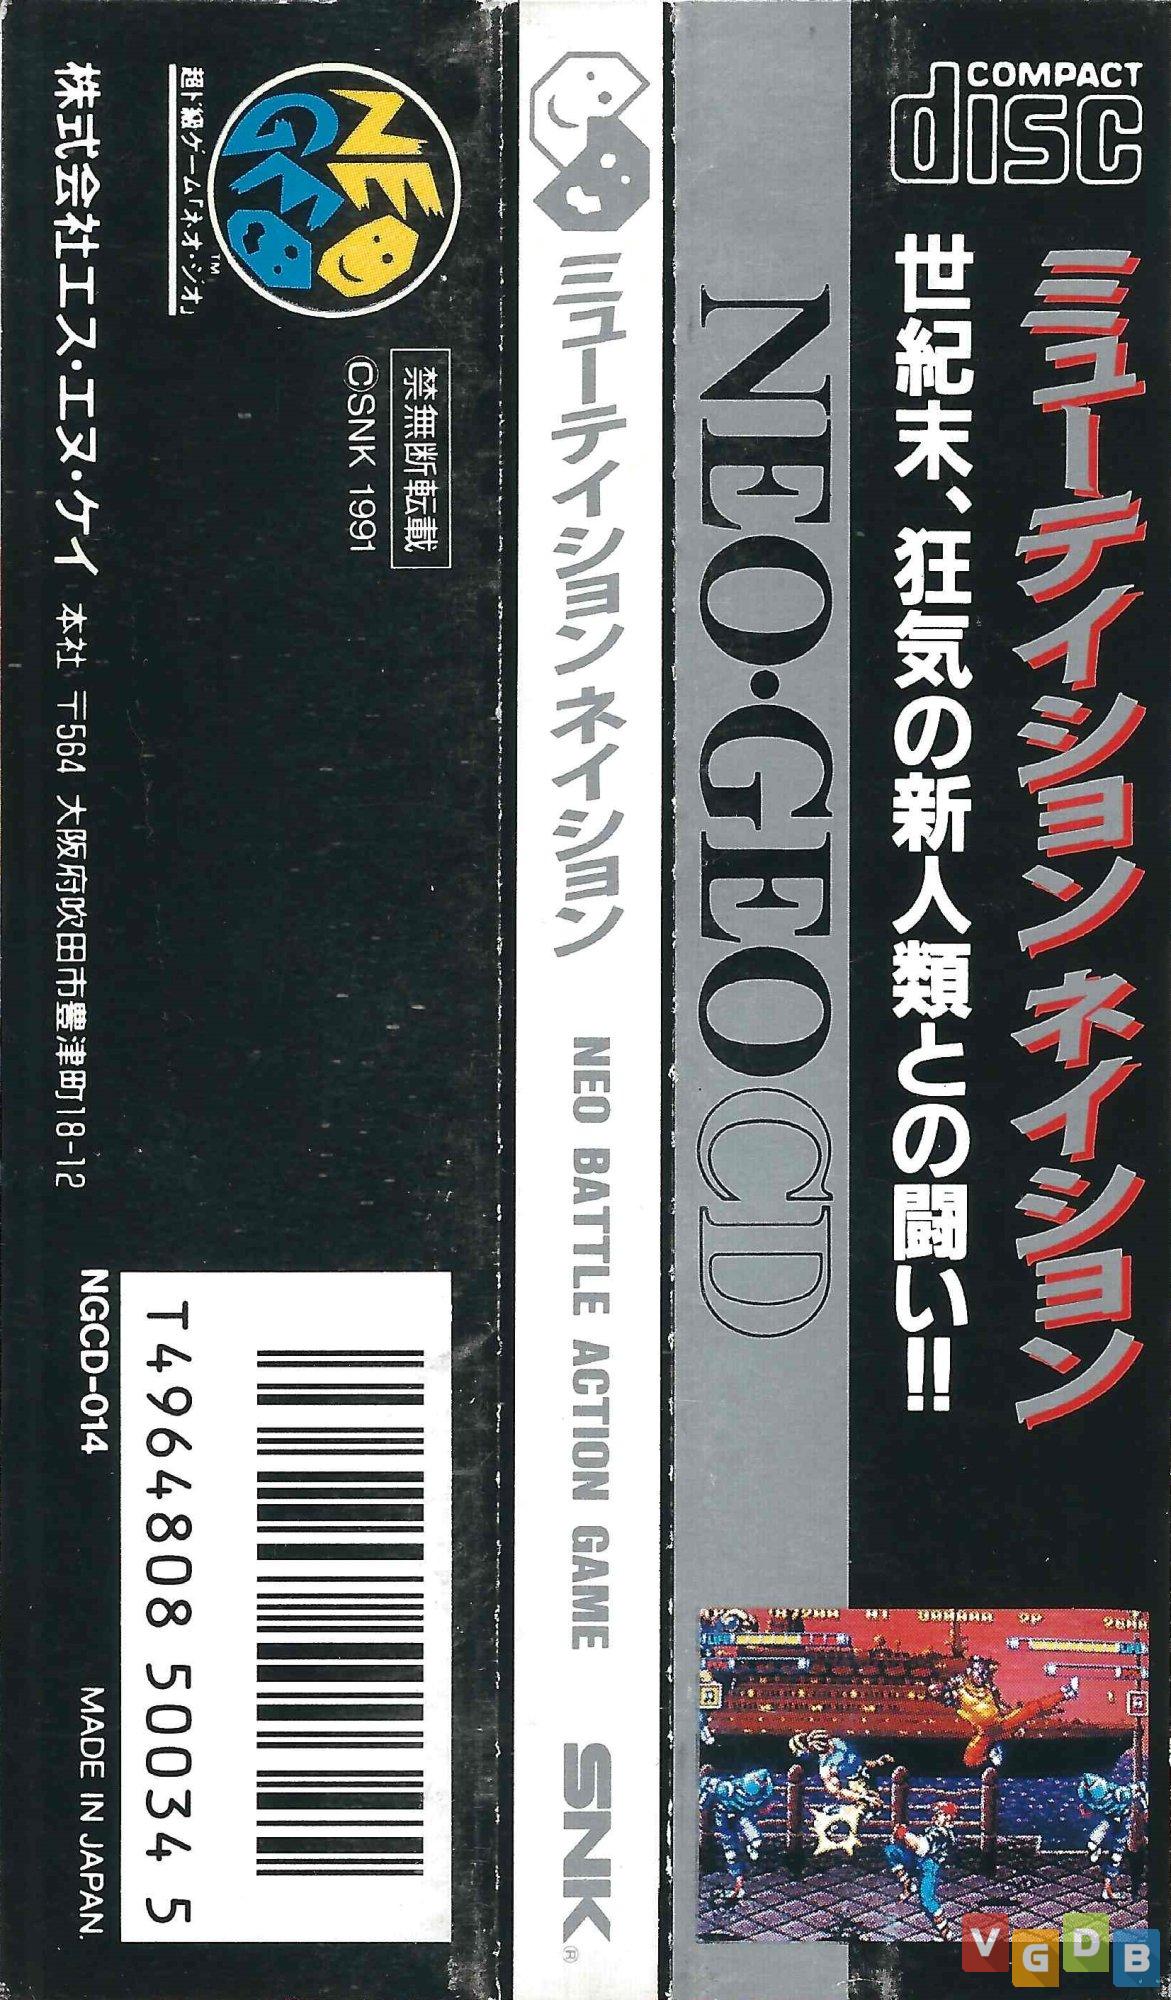 COMPACT
disc
ミューティション ネイション
世紀末、狂気の新人類との闘い!!
NEO・GEO CD
ミューティション ネイション
NEO BATTLE ACTION GAME
SNK®
NEO
GEO
TM
超ド級ゲーム「ネオ・ジオ」
禁無断転載
©SNK 1991
株式会社エス・エヌ・ケイ 本社 〒564 大阪府吹田市豊津町18-12
T4964808 50034 5
NGCD-014
MADE IN JAPAN.
VGDB